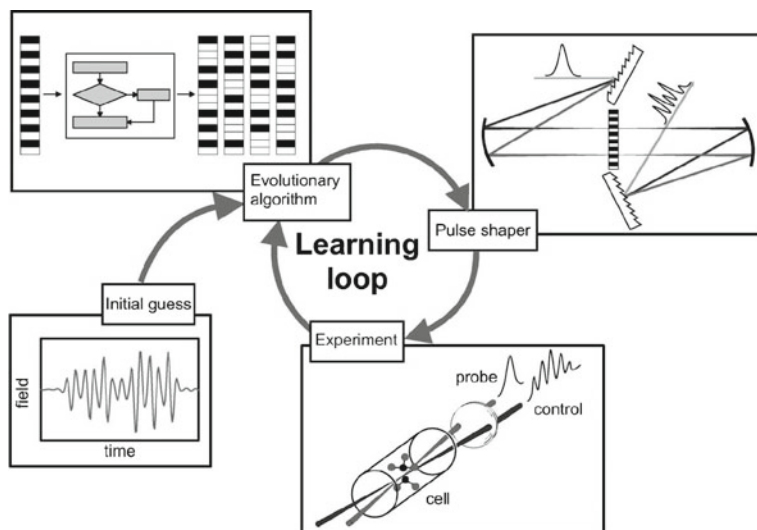 Evolutionary
algorithm
Pulse shaper
Learning
loop
Initial guess
Experiment
field
time
probe
control
cell